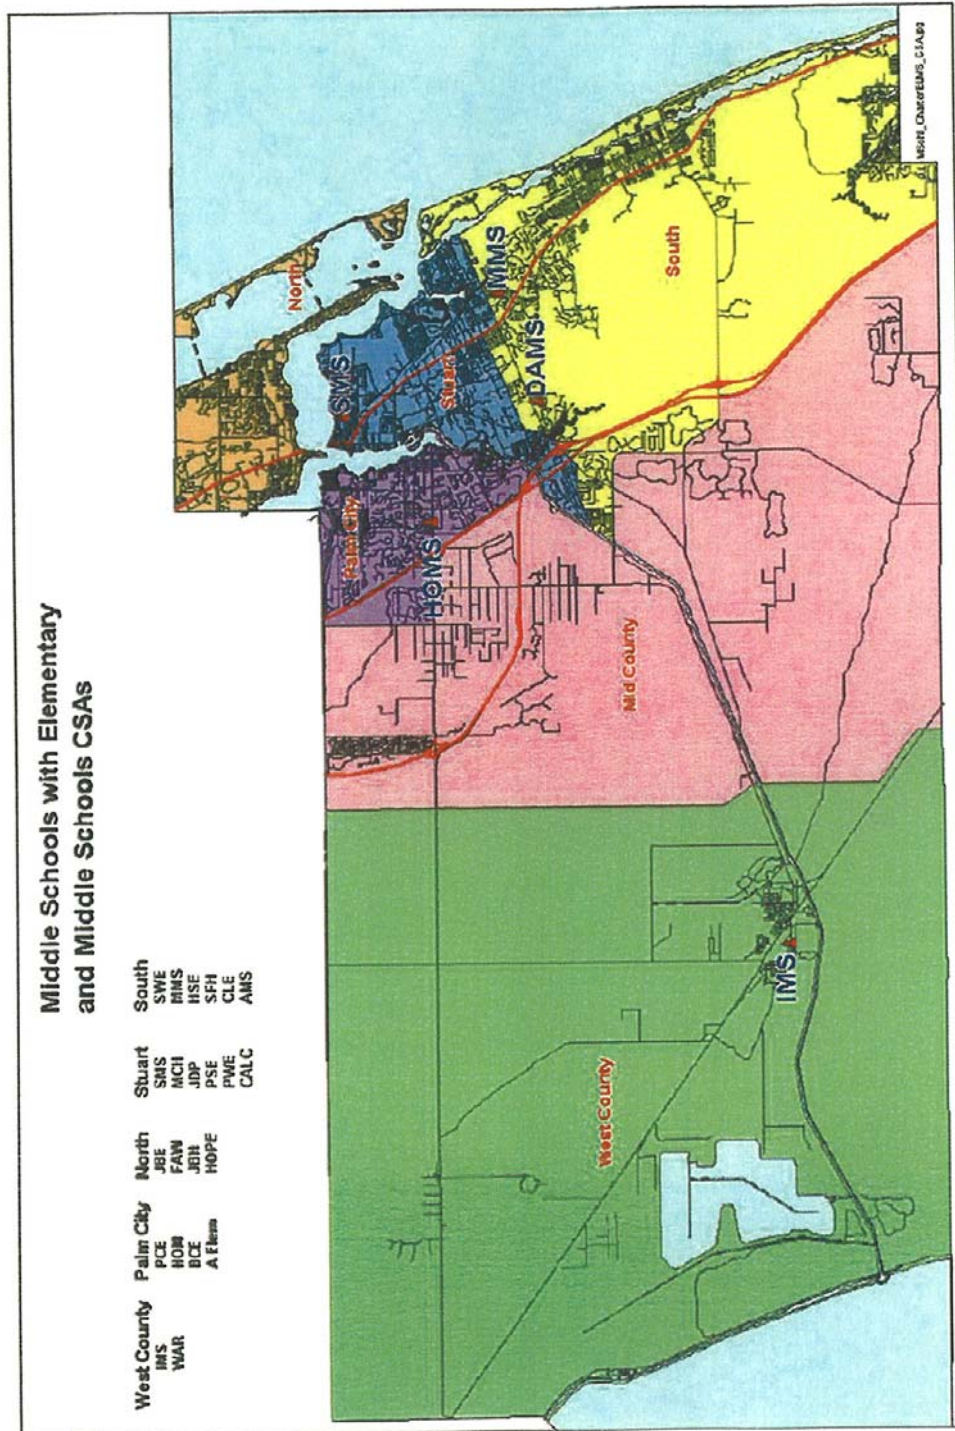 Middle Schools with Elementary
and Middle Schools CSAs
West County
IMS
WAR
Palm City
PCE
HOM
BCE
A Elem
North
JBE
FAW
JBH
HOPE
Stuart
SMS
MCH
JDP
PSE
PWE
CALC
South
SWE
MMS
HSE
SFH
CLE
AMS
North
SMS
Stuart
MMS
DAMS
South
Palm City
HOMS
Mid County
IMS
West County